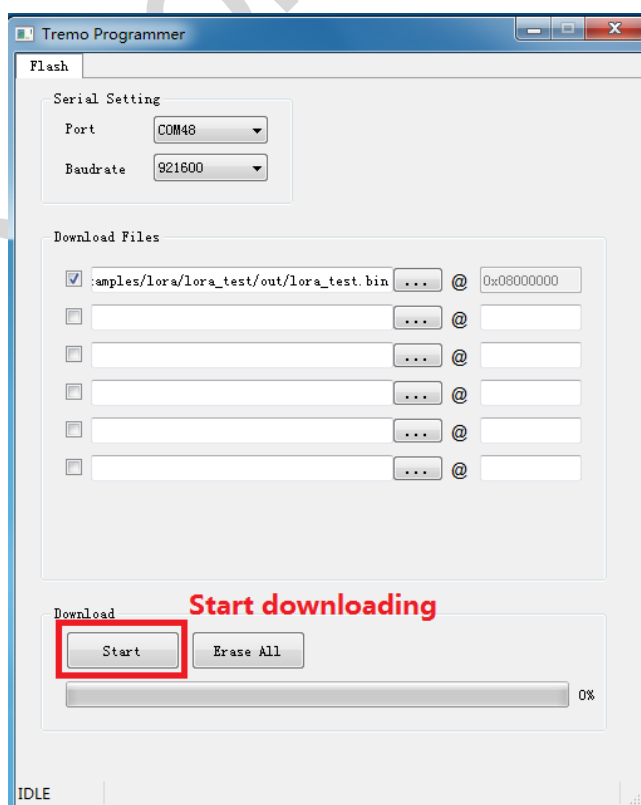 Tremo Programmer
Flash
Serial Setting
Port COM48
Baudrate 921600
Download Files
:amples/lora/lora_test/out/lora_test.bin ... @ 0x08000000
... @
... @
... @
... @
... @
Start downloading
Download
Start Erase All
0%
IDLE